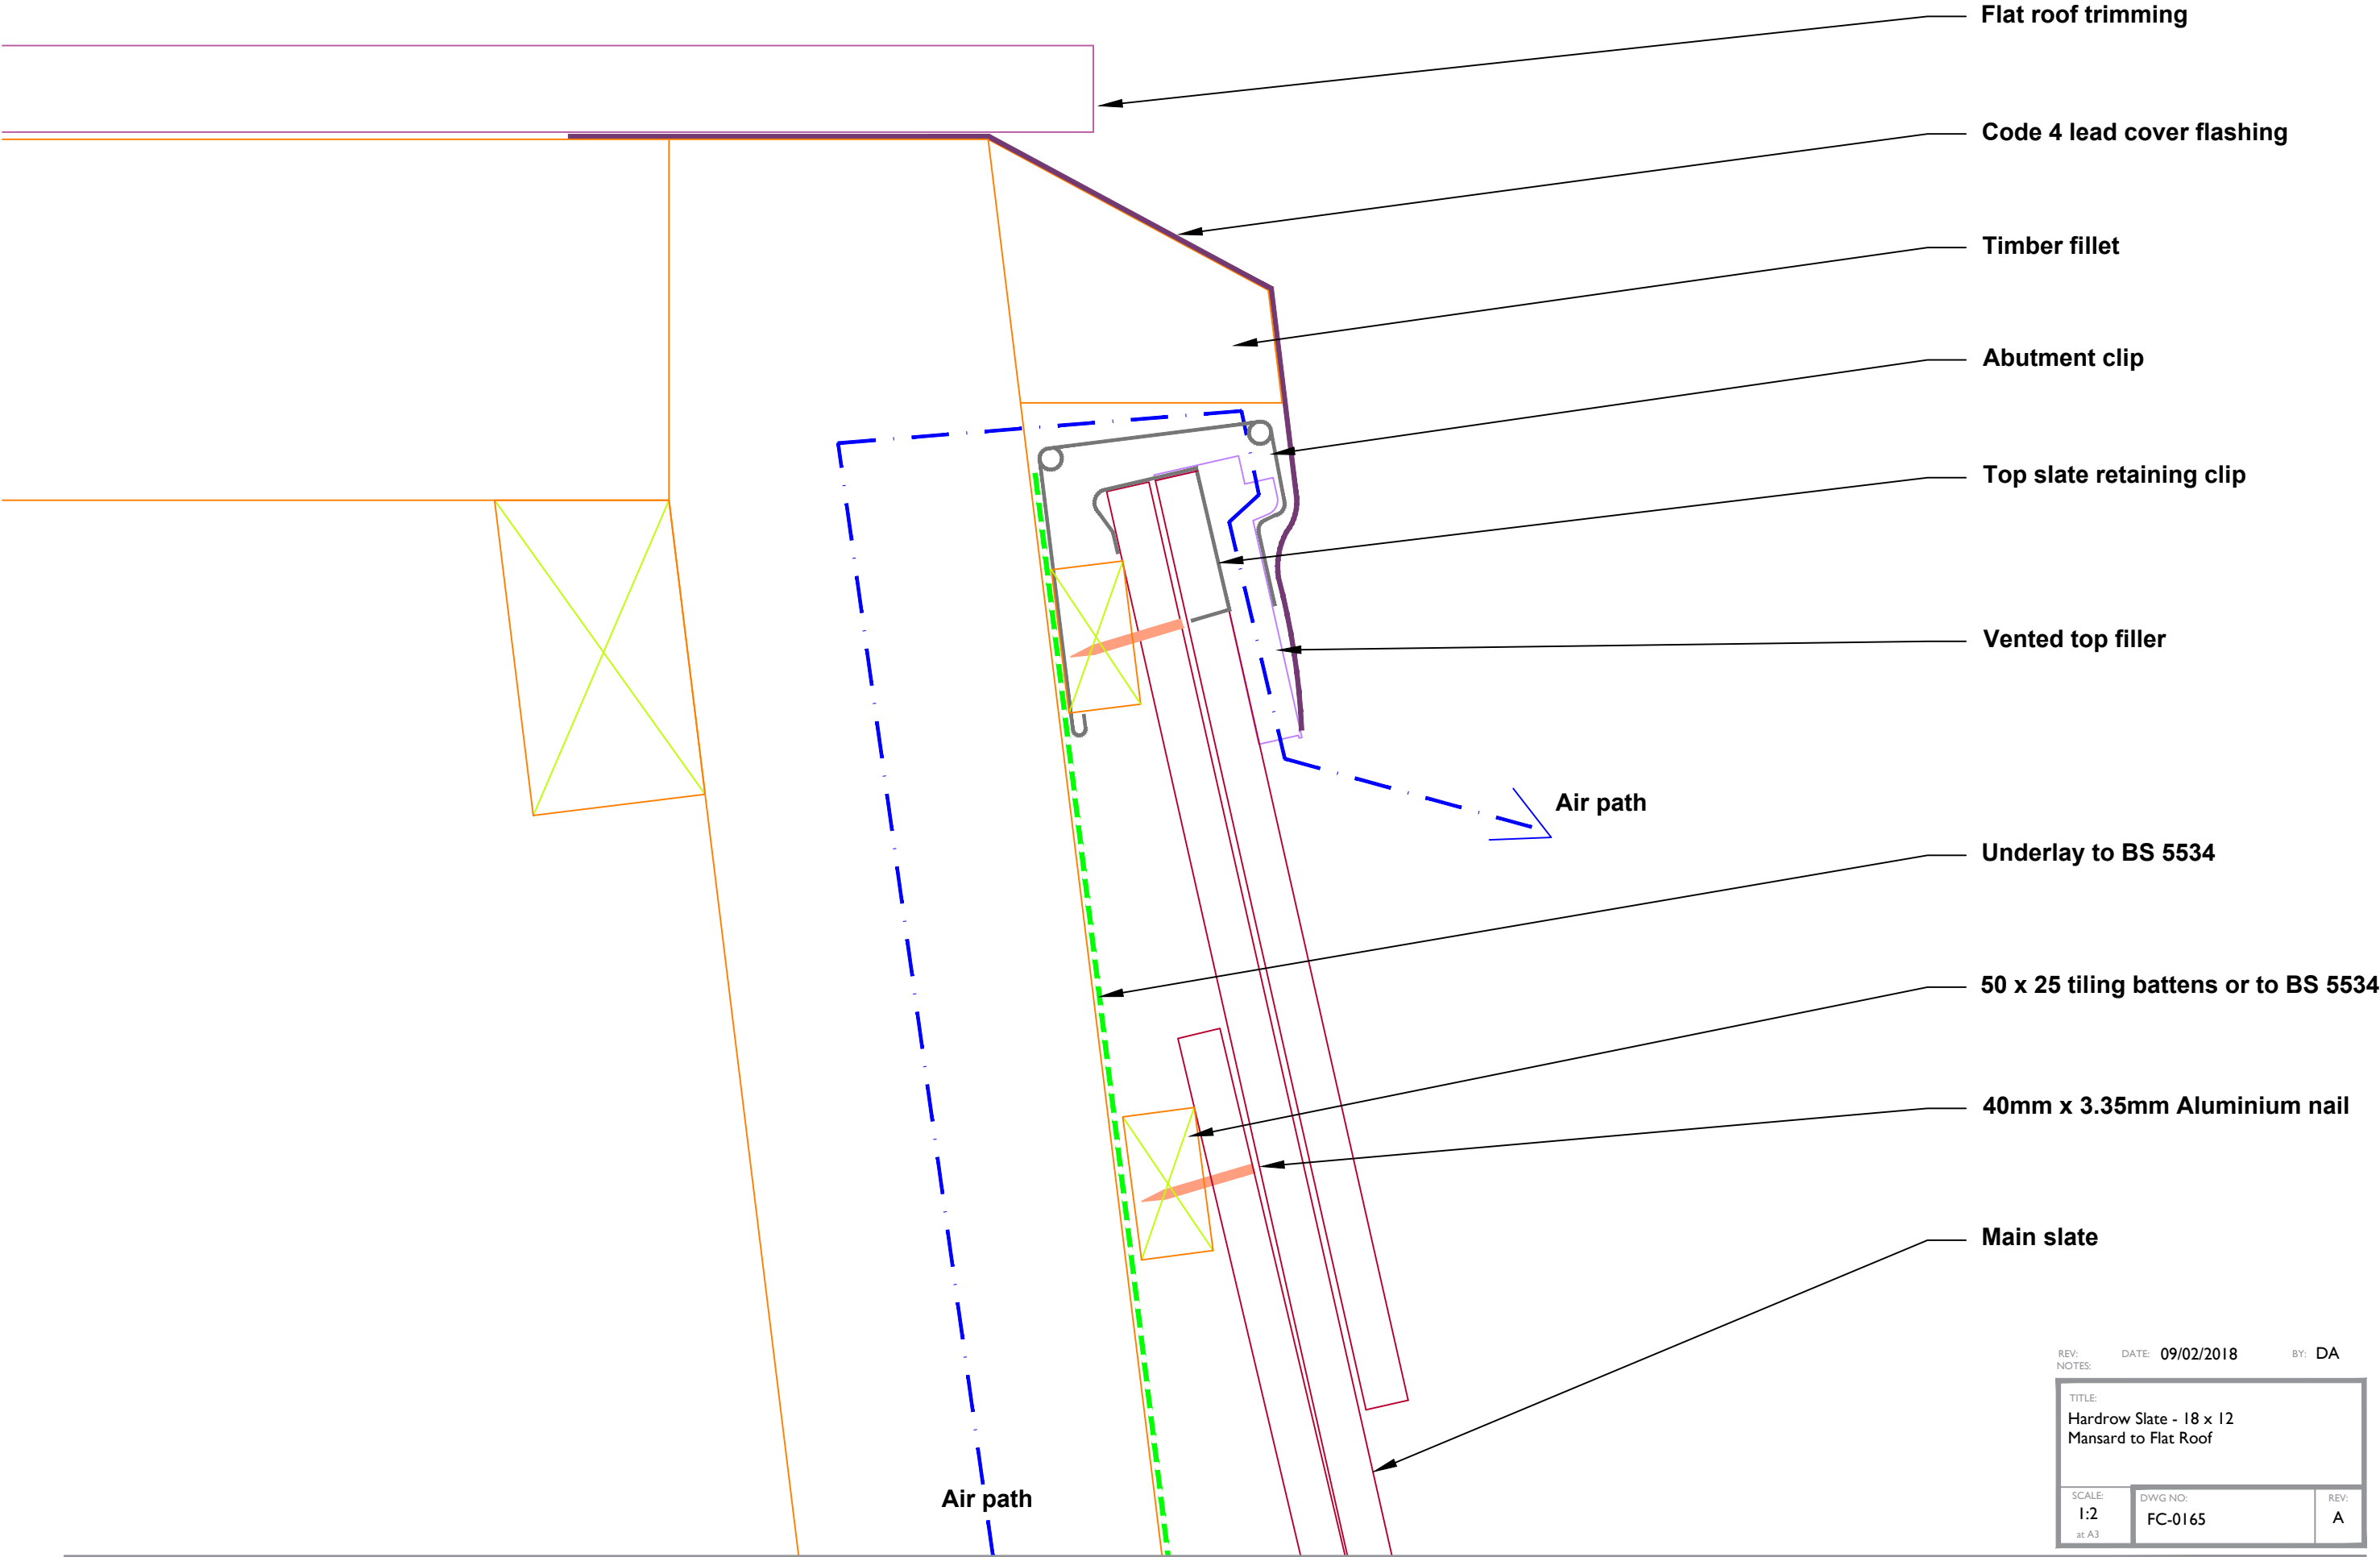 Flat roof trimming
Code 4 lead cover flashing
Timber fillet
Abutment clip
Top slate retaining clip
Vented top filler
Air path
Underlay to BS 5534
50 x 25 tiling battens or to BS 5534
40mm x 3.35mm Aluminium nail
Main slate
Air path
REV: DATE: 09/02/2018 BY: DA
NOTES:
TITLE:
Hardrow Slate - 18 x 12
Mansard to Flat Roof
SCALE: DWG NO: REV:
1:2 FC-0165 A
at A3